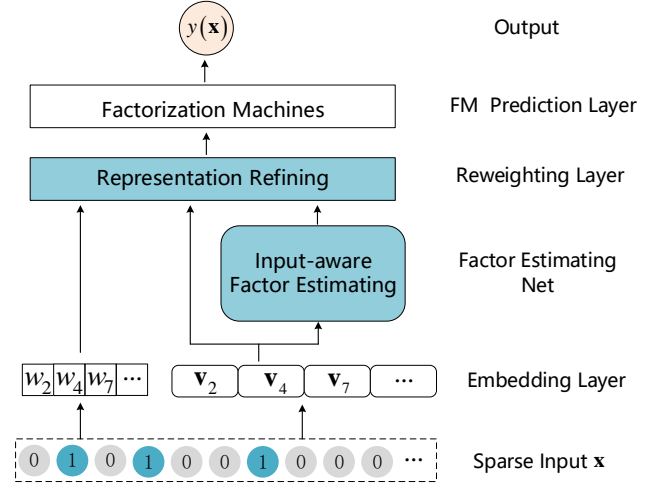 y(x)
Output
Factorization Machines
FM Prediction Layer
Representation Refining
Reweighting Layer
Input-aware
Factor Estimating
Factor Estimating
Net
w2 w4 w7 ···
v2 v4 v7 ···
Embedding Layer
0 1 0 1 0 0 1 0 0 0 ···
Sparse Input x